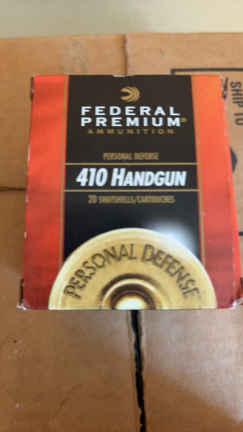 FEDERAL
PREMIUM®
AMMUNITION
PERSONAL DEFENSE
410 HANDGUN
20 SHOTSHELLS/CARTOUCHES
PERSONAL DEFENSE
SHIP TO